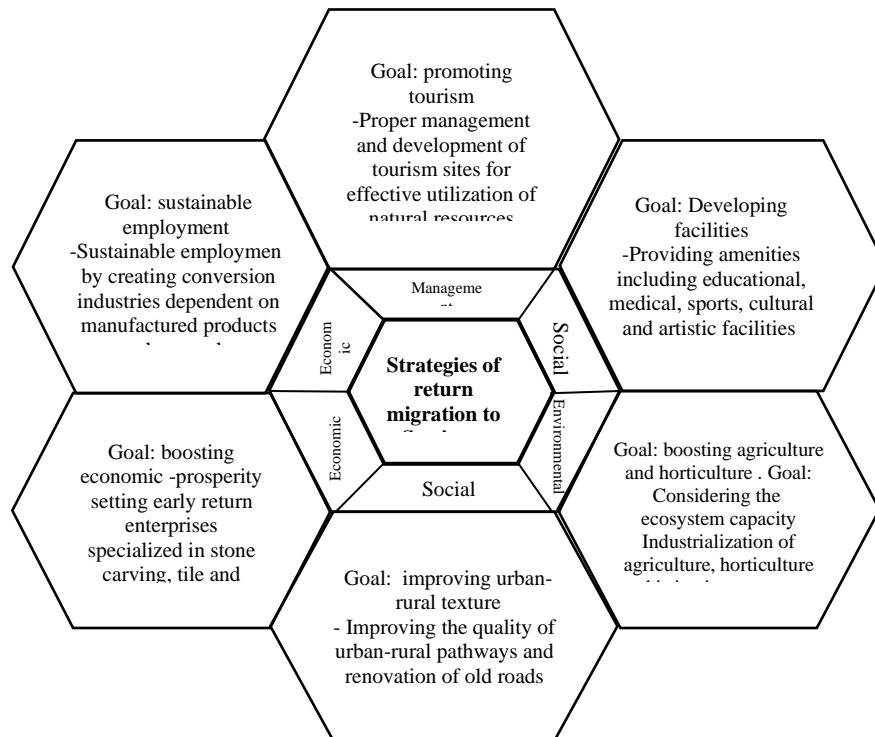 Goal: promoting
tourism
-Proper management
and development of
tourism sites for
effective utilization of
natural resources
Goal: sustainable
employment
-Sustainable employmen
by creating conversion
industries dependent on
manufactured products
Goal: Developing
facilities
-Providing amenities
including educational,
medical, sports, cultural
and artistic facilities
Manageme
Econom
ic
Social
Strategies of
return
migration to
Economic
Environmental
Social
Goal: boosting
economic -prosperity
setting early return
enterprises
specialized in stone
carving, tile and
Goal: boosting agriculture
and horticulture . Goal:
Considering the
ecosystem capacity
Industrialization of
agriculture, horticulture
Goal: improving urban-
rural texture
- Improving the quality of
urban-rural pathways and
renovation of old roads